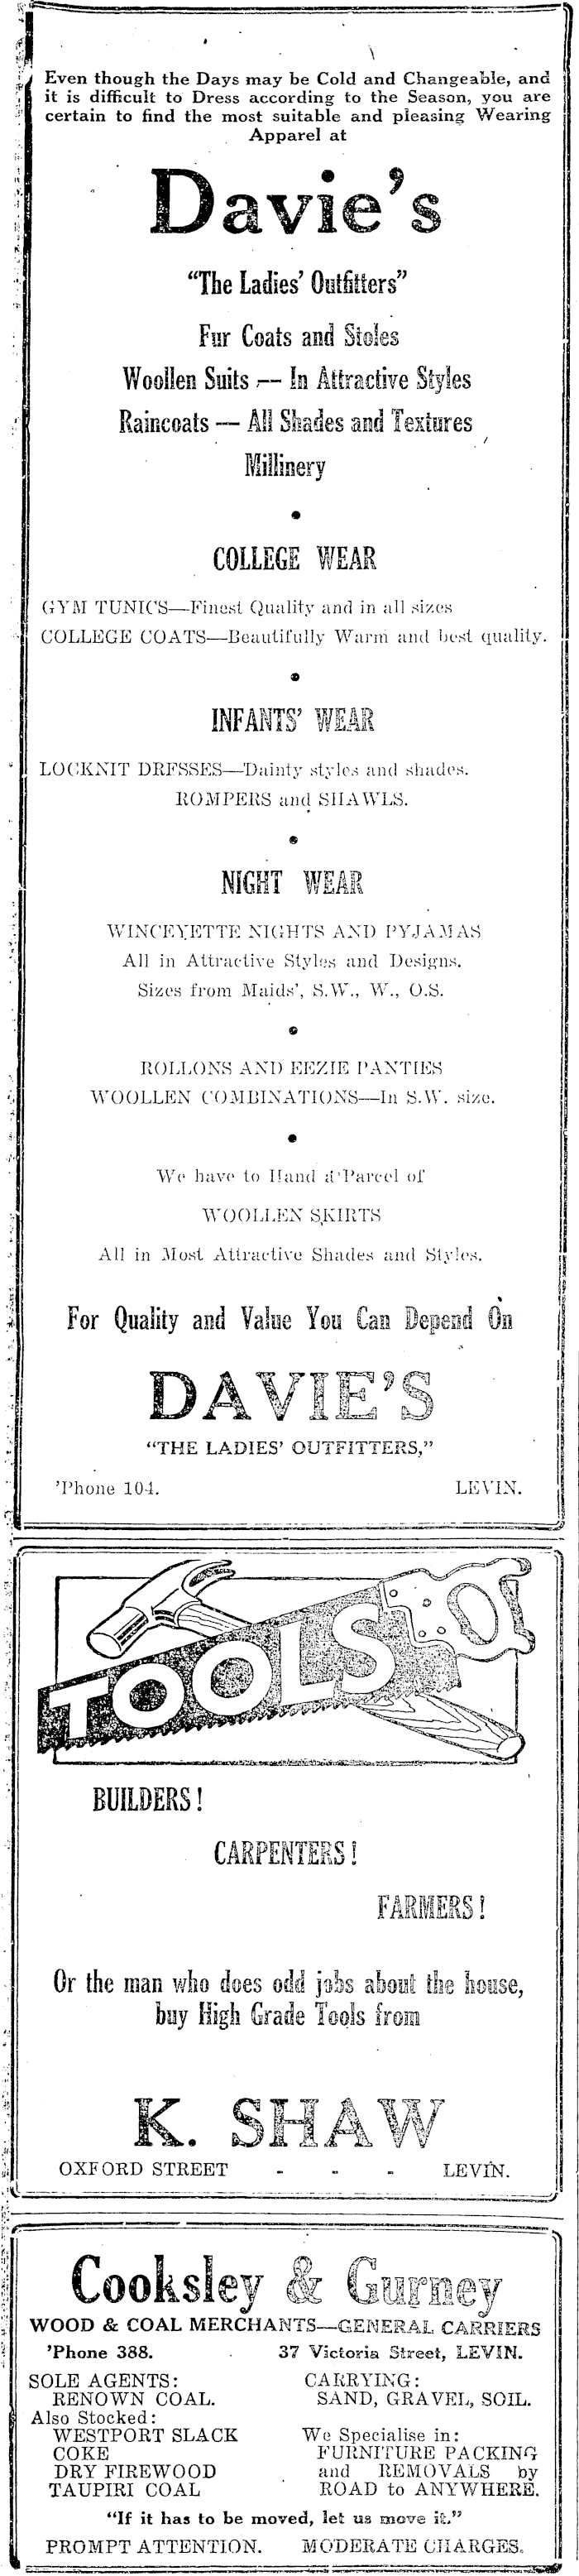 Even though the Days may be Cold and Changeable, and
it is difficult to Dress according to the Season, you are
certain to find the most suitable and pleasing Wearing
Apparel at
Davie's
"The Ladies' Outfitters"
Fur Coats and Stoles
Woollen Suits — In Attractive Styles
Raincoats — All Shades and Textures
Millinery
•
COLLEGE WEAR
GYM TUNICS—Finest Quality and in all sizes
COLLEGE COATS—Beautifully Warm and best quality.
•
INFANTS' WEAR
LOCKNIT DRESSES—Dainty styles and shades.
ROMPERS and SHAWLS.
•
NIGHT WEAR
WINCEYETTE NIGHTS AND PYJAMAS
All in Attractive Styles and Designs.
Sizes from Maids', S.W., W., O.S.
•
ROLLONS AND EEZIE PANTIES
WOOLLEN COMBINATIONS—In S.W. size.
•
We have to Hand a Parcel of
WOOLLEN SKIRTS
All in Most Attractive Shades and Styles.
For Quality and Value You Can Depend On
DAVIE'S
"THE LADIES' OUTFITTERS,"
'Phone 104. LEVIN.
TOOLS
BUILDERS!
CARPENTERS!
FARMERS!
Or the man who does odd jobs about the house,
buy High Grade Tools from
K. SHAW
OXFORD STREET - - - LEVIN.
Cooksley & Gurney
WOOD & COAL MERCHANTS—GENERAL CARRIERS
'Phone 388. 37 Victoria Street, LEVIN.
SOLE AGENTS:
RENOWN COAL.
Also Stocked:
WESTPORT SLACK
COKE
DRY FIREWOOD
TAUPIRI COAL
CARRYING:
SAND, GRAVEL, SOIL.
We Specialise in:
FURNITURE PACKING
and REMOVALS by
ROAD to ANYWHERE.
"If it has to be moved, let us move it."
PROMPT ATTENTION. MODERATE CHARGES.